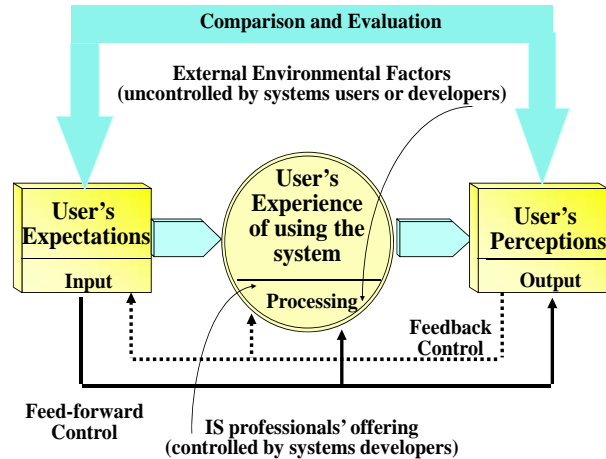 Comparison and Evaluation
External Environmental Factors
(uncontrolled by systems users or developers)
User's
Expectations
Input
User's
Experience
of using the
system
Processing
User's
Perceptions
Output
Feedback
Control
Feed-forward
Control
IS professionals' offering
(controlled by systems developers)